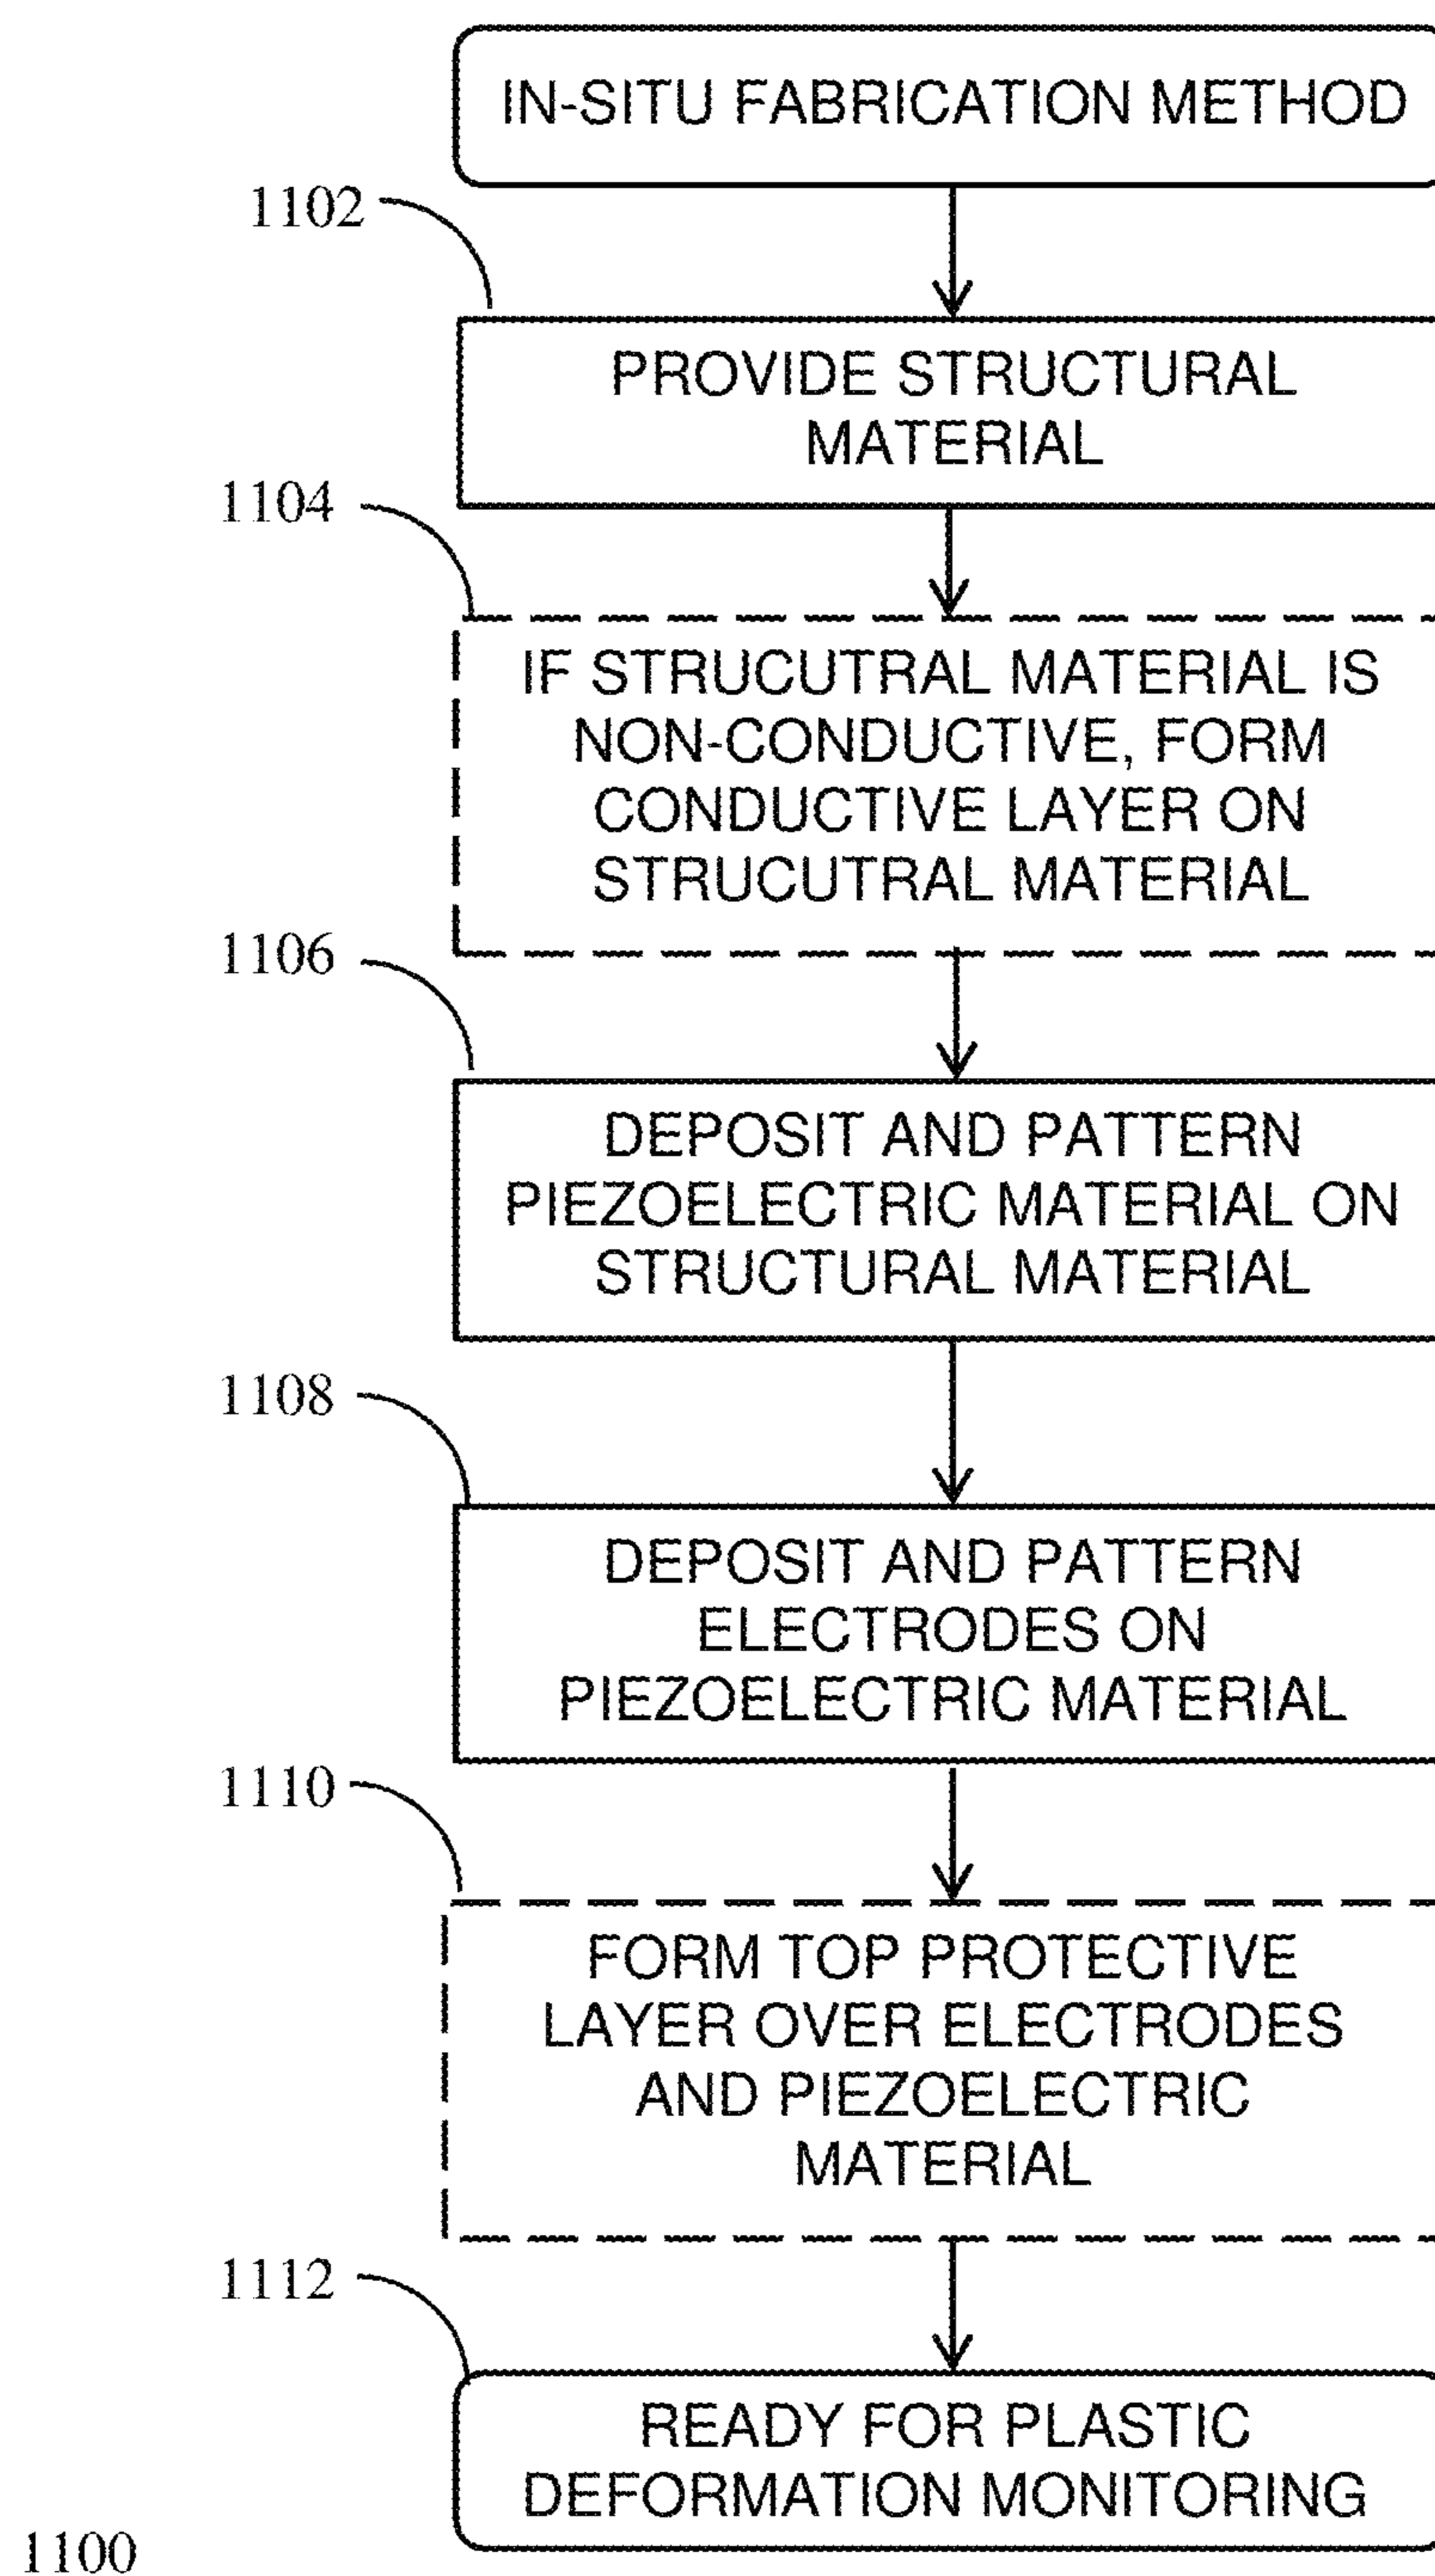 IN-SITU FABRICATION METHOD
1102
PROVIDE STRUCTURAL
MATERIAL
1104
IF STRUCUTRAL MATERIAL IS
NON-CONDUCTIVE, FORM
CONDUCTIVE LAYER ON
STRUCUTRAL MATERIAL
1106
DEPOSIT AND PATTERN
PIEZOELECTRIC MATERIAL ON
STRUCTURAL MATERIAL
1108
DEPOSIT AND PATTERN
ELECTRODES ON
PIEZOELECTRIC MATERIAL
1110
FORM TOP PROTECTIVE
LAYER OVER ELECTRODES
AND PIEZOELECTRIC
MATERIAL
1112
READY FOR PLASTIC
DEFORMATION MONITORING
1100